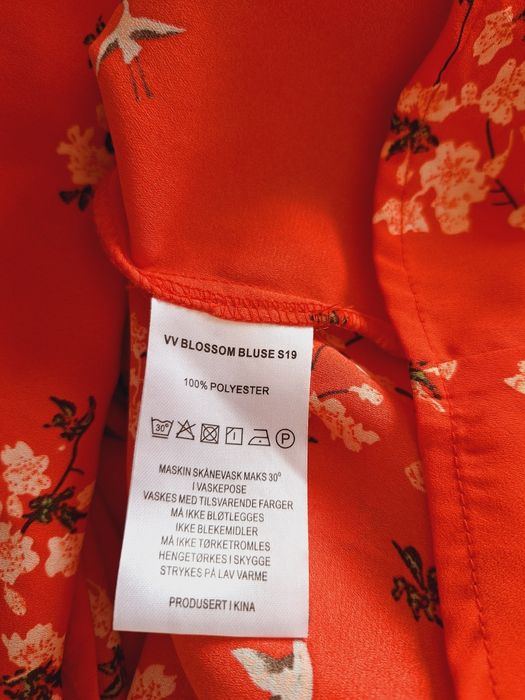 VV BLOSSOM BLUSE S19
100% POLYESTER
30° P
MASKIN SKÅNEVASK MAKS 30°
I VASKEPOSE
VASKES MED TILSVARENDE FARGER
MÅ IKKE BLØTLEGGES
IKKE BLEKEMIDLER
MÅ IKKE TØRKETROMLES
HENGETØRKES I SKYGGE
STRYKES PÅ LAV VARME
PRODUSERT I KINA